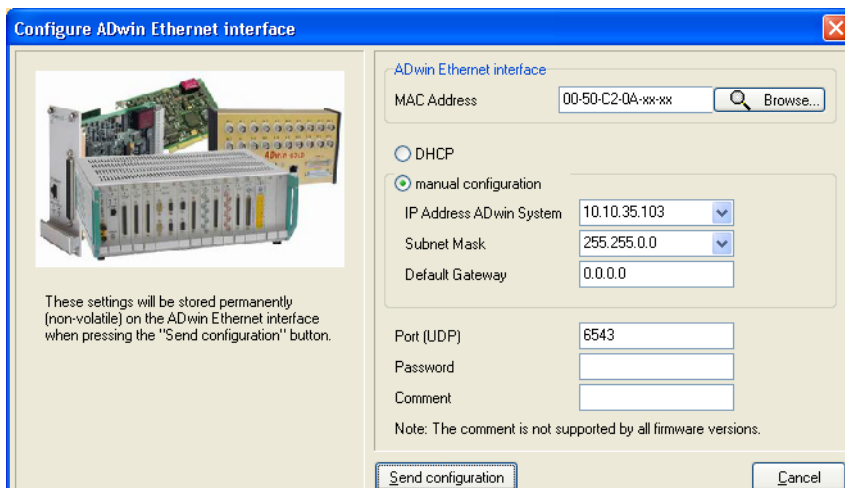 Configure ADwin Ethernet interface
ADwin GOLD
These settings will be stored permanently
(non-volatile) on the ADwin Ethernet interface
when pressing the "Send configuration" button.
ADwin Ethernet interface
MAC Address 00-50-C2-0A-xx-xx Browse...
DHCP
manual configuration
IP Address ADwin System 10.10.35.103
Subnet Mask 255.255.0.0
Default Gateway 0.0.0.0
Port (UDP) 6543
Password
Comment
Note: The comment is not supported by all firmware versions.
Send configuration Cancel